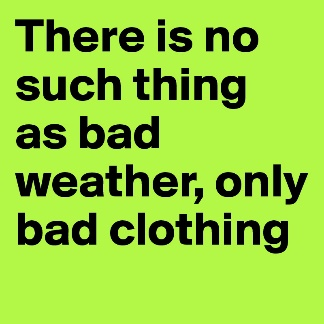 There is no
such thing
as bad
weather, only
bad clothing